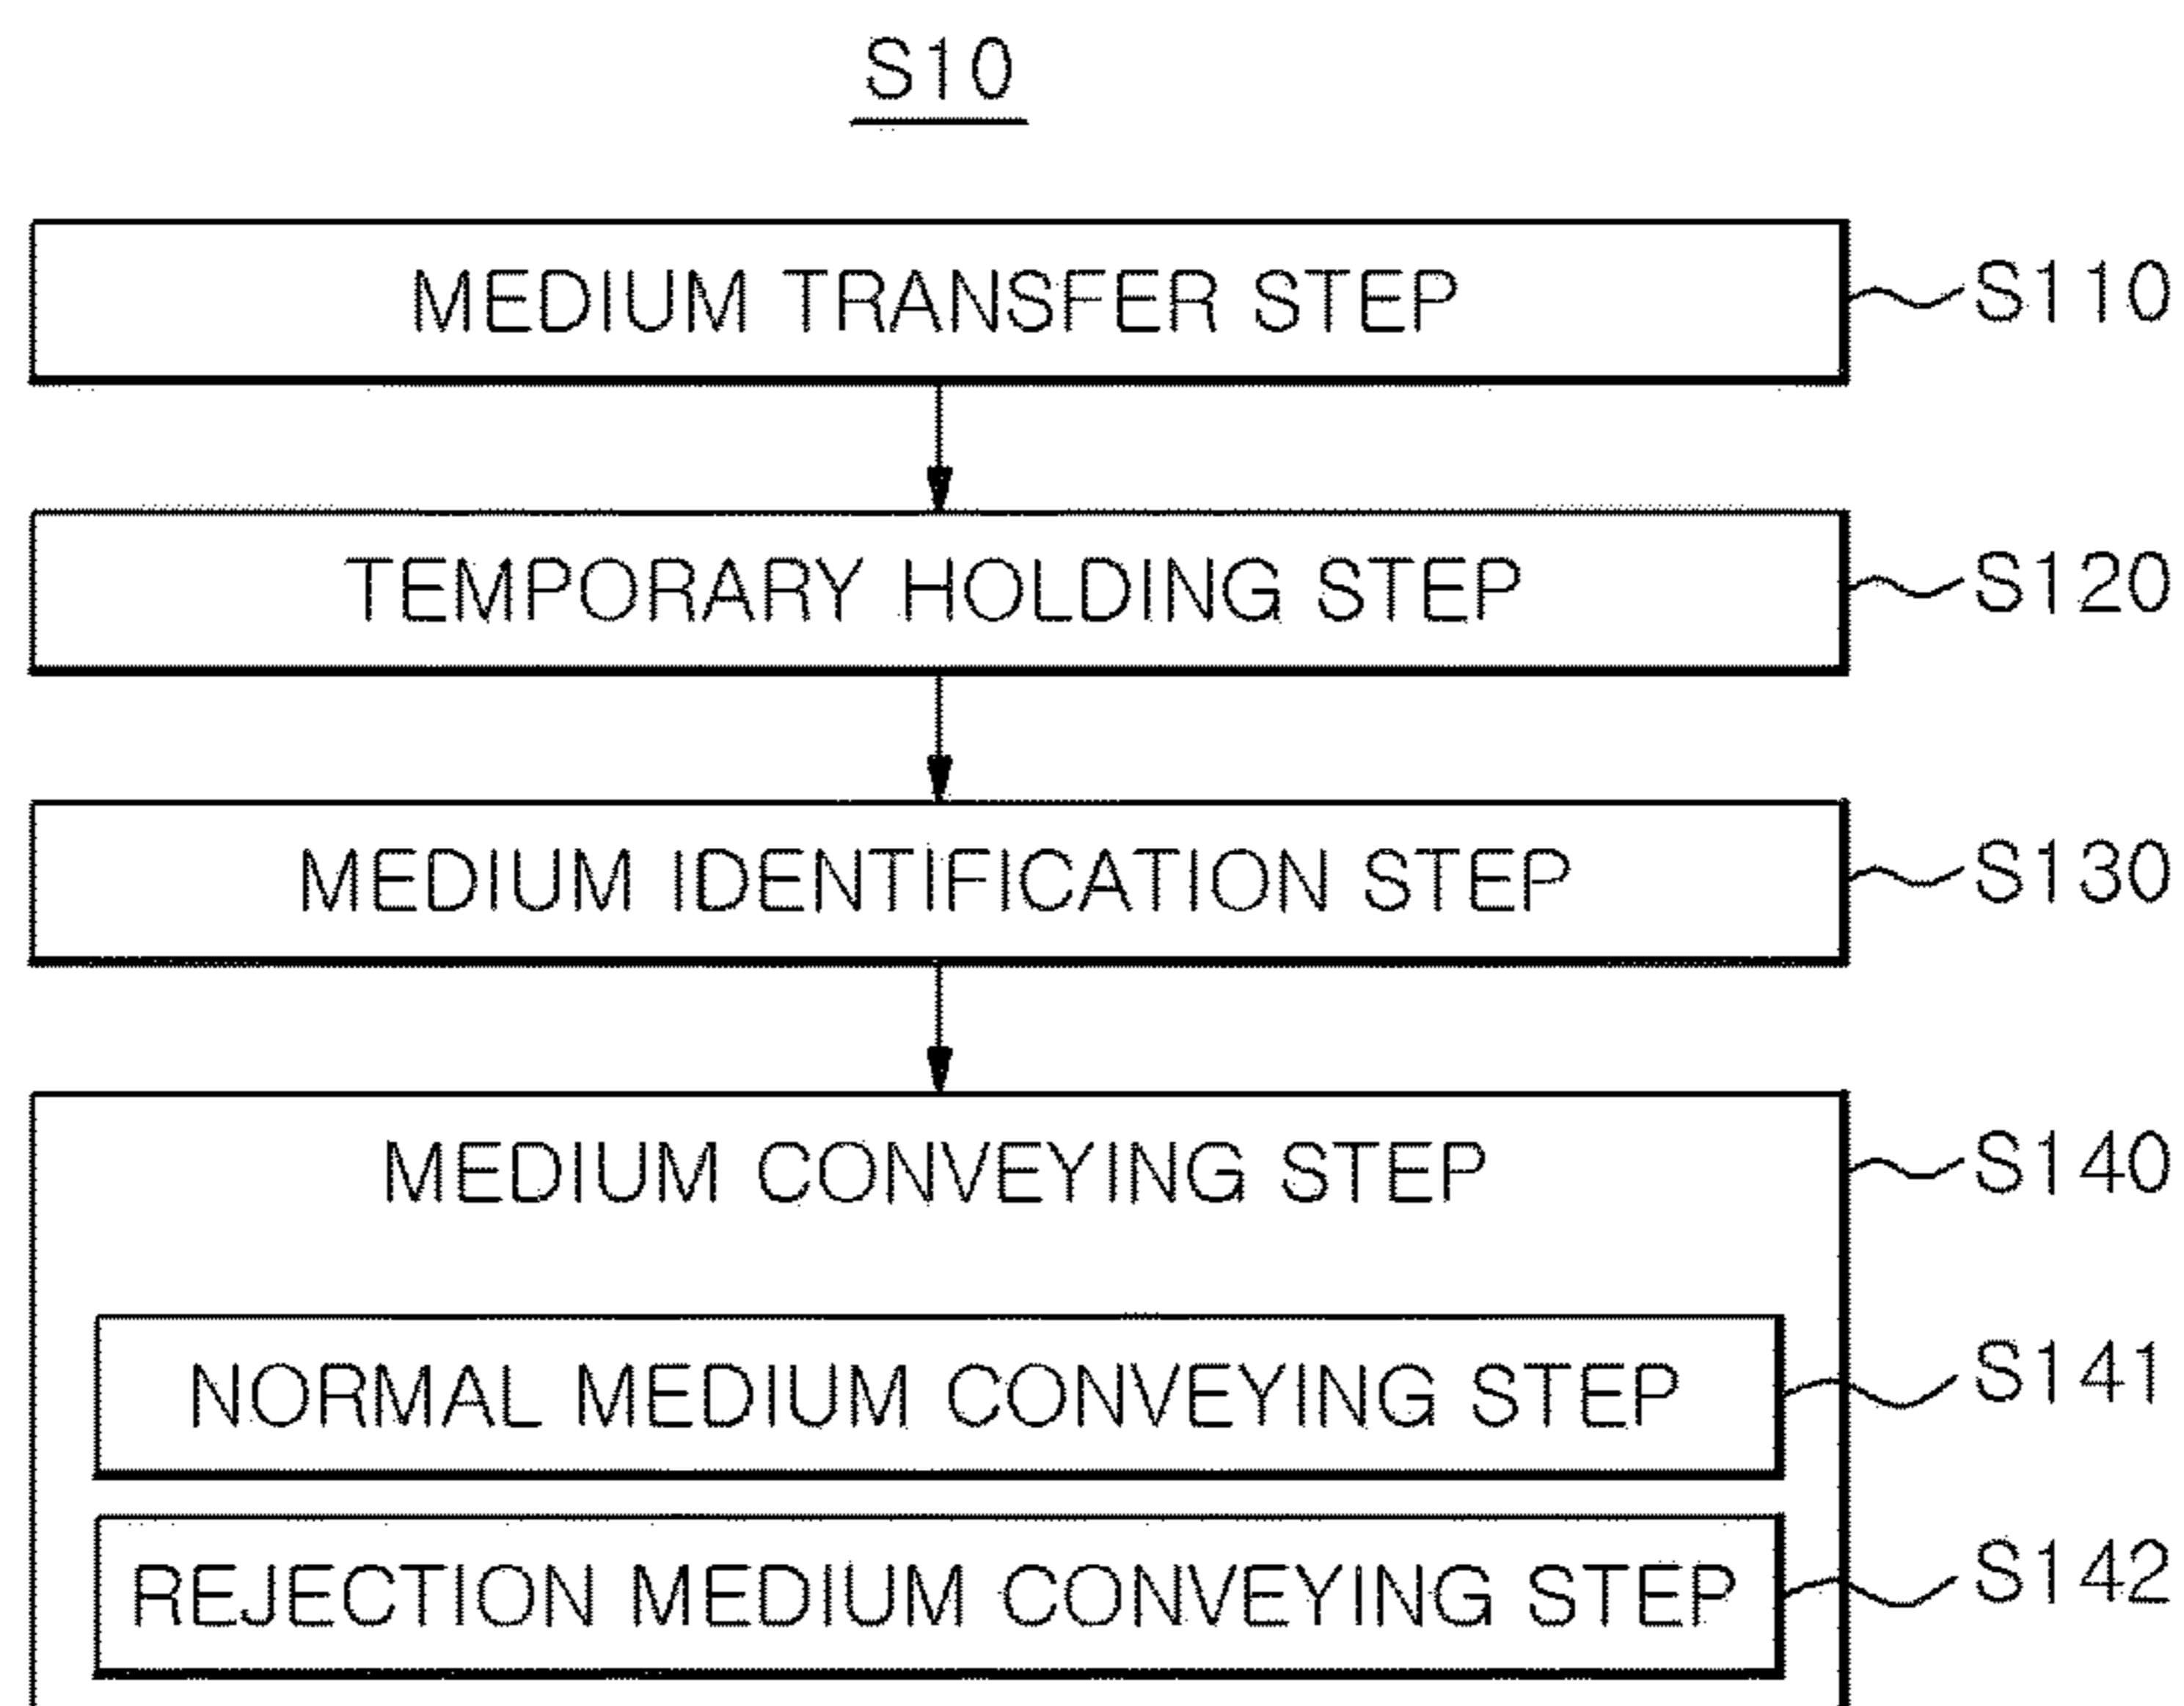 S10
MEDIUM TRANSFER STEP S110
TEMPORARY HOLDING STEP S120
MEDIUM IDENTIFICATION STEP S130
MEDIUM CONVEYING STEP S140
NORMAL MEDIUM CONVEYING STEP S141
REJECTION MEDIUM CONVEYING STEP S142